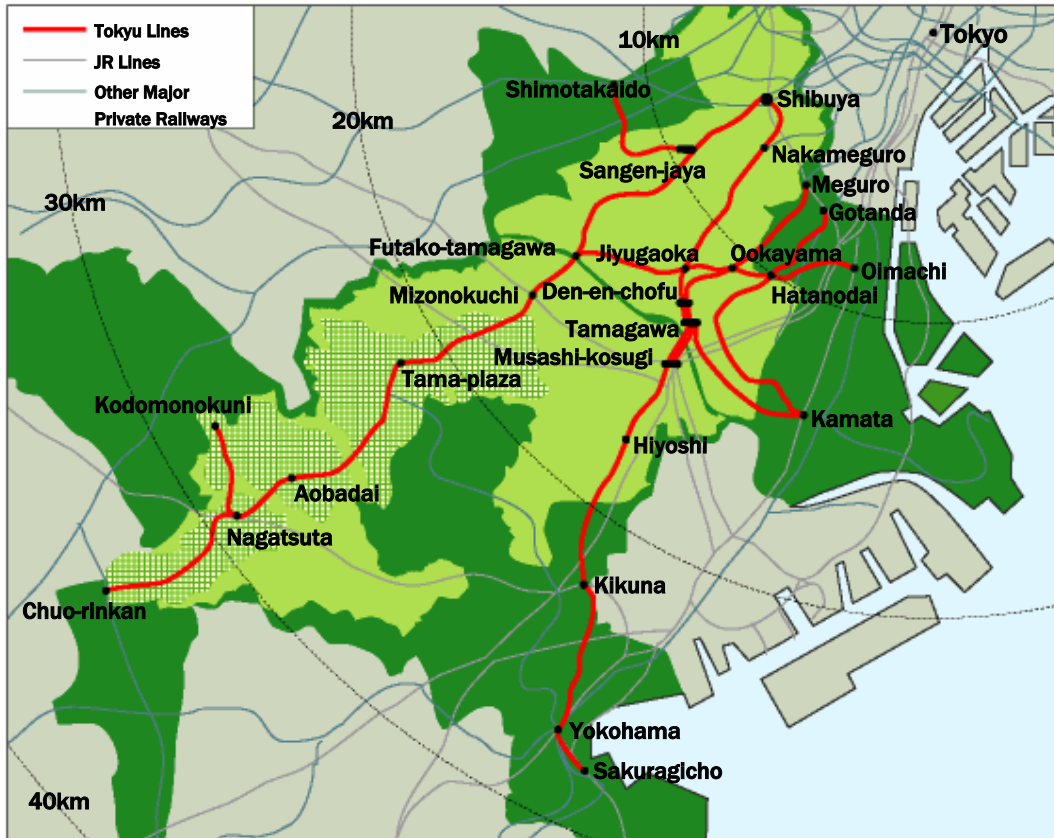 Tokyu Lines
JR Lines
Other Major
Private Railways
Tokyo
10km
Shimotakaido
Shibuya
20km
Sangen-jaya
Nakameguro
Meguro
30km
Gotanda
Futako-tamagawa
Jiyugaoka
Ookayama
Oimachi
Mizonokuchi
Den-en-chofu
Hatanodai
Tamagawa
Musashi-kosugi
Tama-plaza
Kodomonokuni
Kamata
Hiyoshi
Aobadai
Nagatsuta
Kikuna
Chuo-rinkan
Yokohama
Sakuragicho
40km